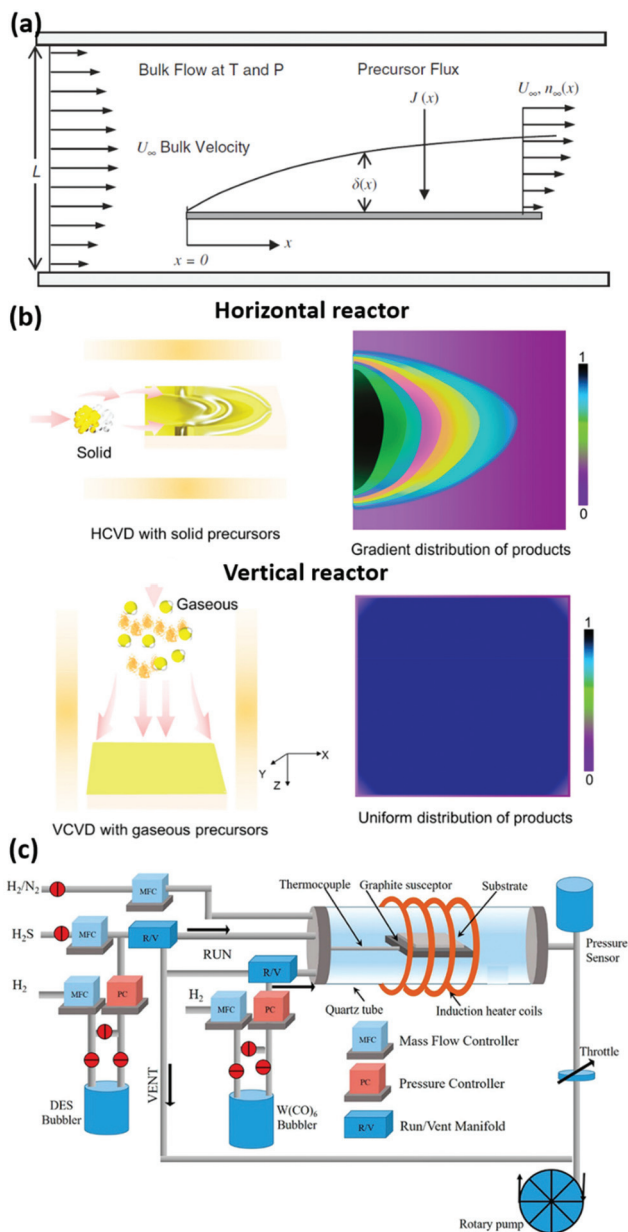 (a)
Bulk Flow at T and P
Precursor Flux
U∞, n∞(x)
J (x)
U∞ Bulk Velocity
L
δ(x)
x = 0
x
(b)
Horizontal reactor
Solid
HCVD with solid precursors
1
0
Gradient distribution of products
Vertical reactor
Gaseous
X
Y
Z
VCVD with gaseous precursors
1
0
Uniform distribution of products
(c)
H2/N2
MFC
Thermocouple
Graphite susceptor
Substrate
H2S
MFC
R/V
RUN
Pressure
Sensor
H2
MFC
PC
R/V
H2
MFC
PC
Quartz tube
Induction heater coils
MFC
Mass Flow Controller
Throttle
VENT
DES
Bubbler
W(CO)6
Bubbler
PC
Pressure Controller
R/V
Run/Vent Manifold
Rotary pump